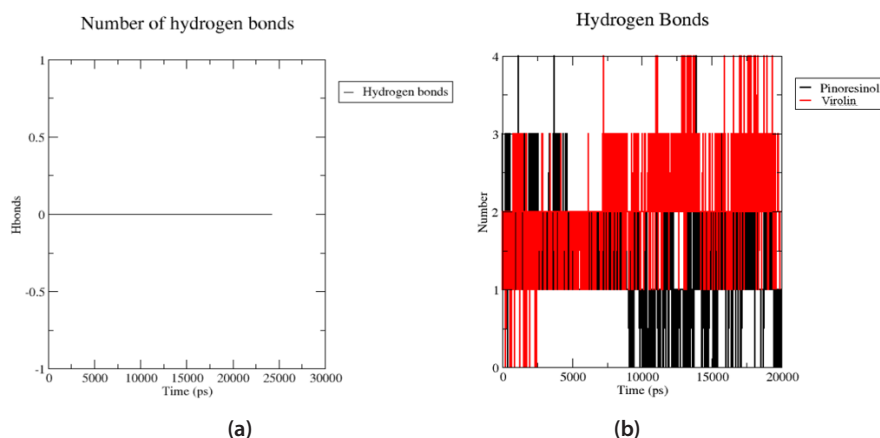 Number of hydrogen bonds
1
0.5
0
-0.5
-1
Hbonds
0 5000 10000 15000 20000 25000 30000
Time (ps)
Hydrogen bonds
(a)
Hydrogen Bonds
4
3
2
1
0
Number
0 5000 10000 15000 20000
Time (ps)
Pinoresinol
Virolin
(b)